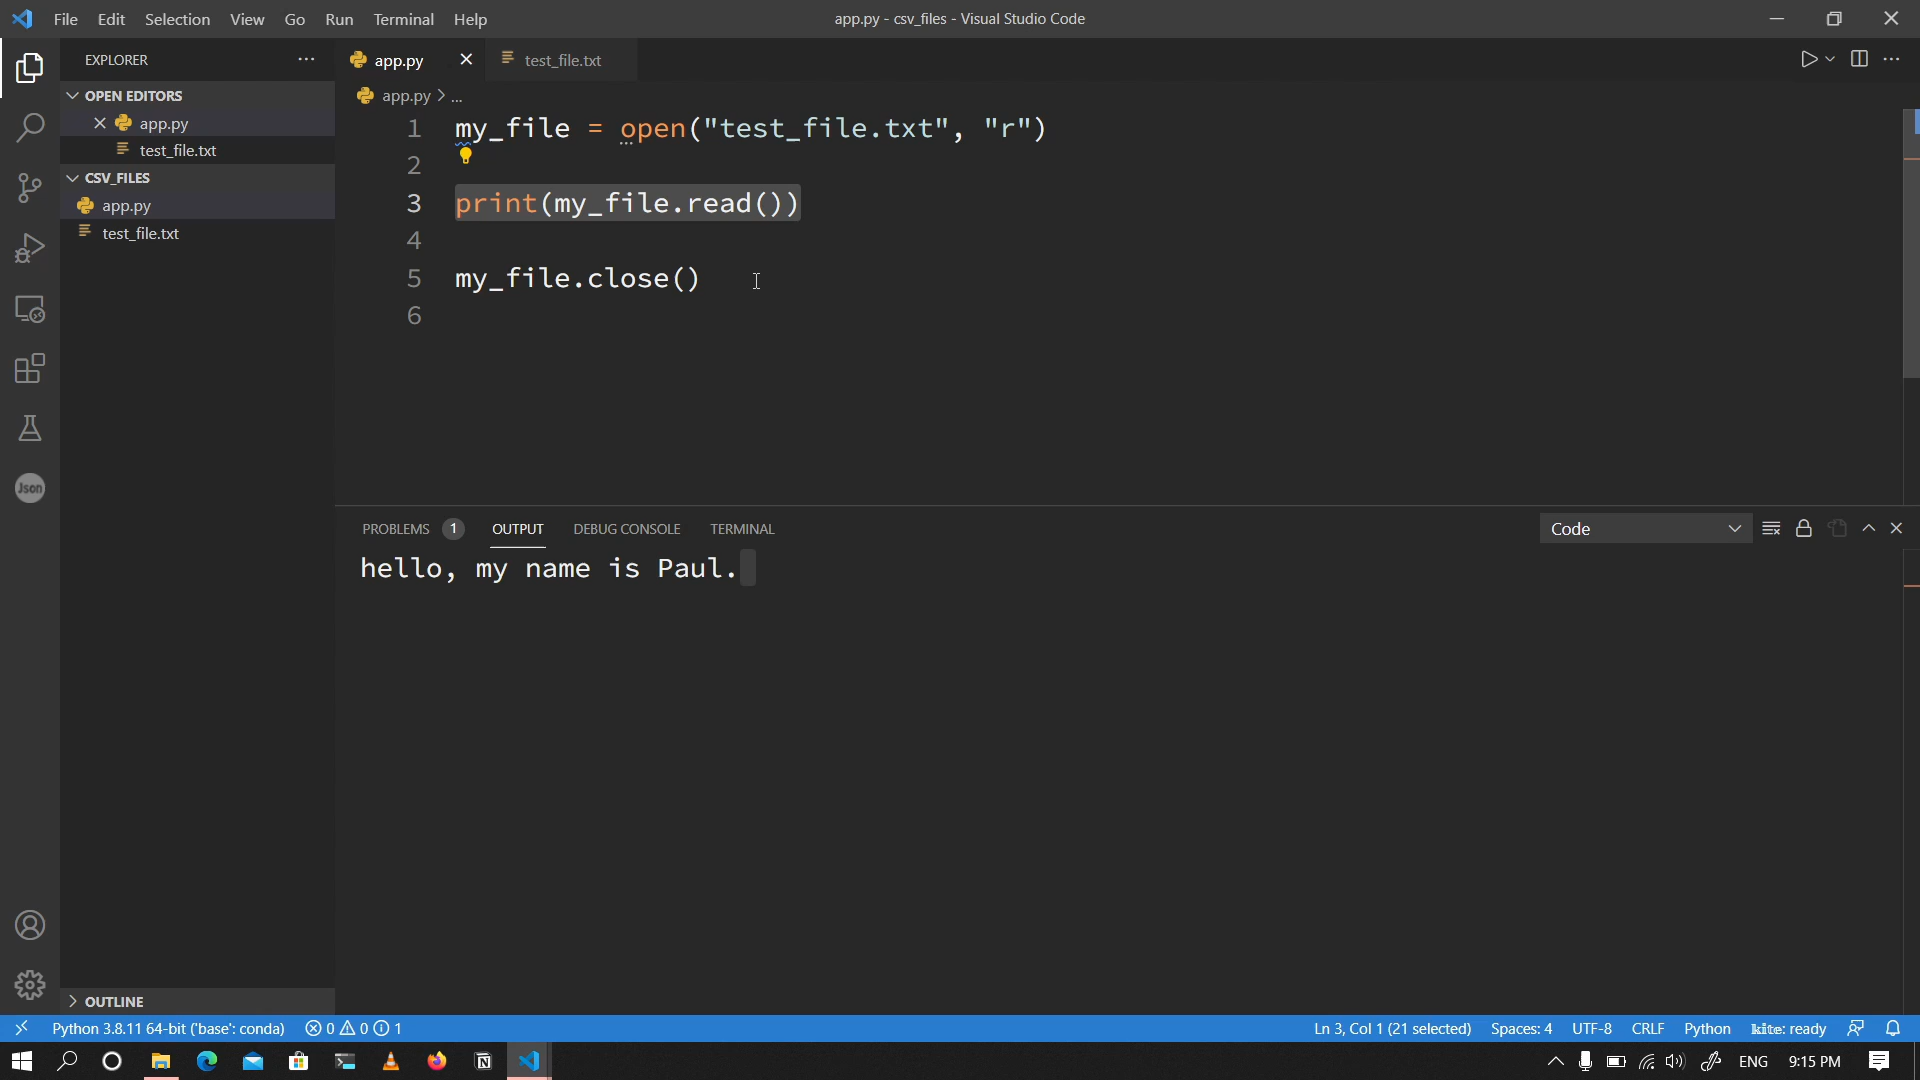 File Edit Selection View Go Run Terminal Help
app.py - csv_files - Visual Studio Code
EXPLORER
app.py
test_file.txt
OPEN EDITORS
app.py
test_file.txt
CSV_FILES
app.py
test_file.txt
OUTLINE
app.py > ...
1 my_file = open("test_file.txt", "r")
2
3 print(my_file.read())
4
5 my_file.close()
6
PROBLEMS 1 OUTPUT DEBUG CONSOLE TERMINAL
Code
hello, my name is Paul.
Json
Python 3.8.11 64-bit ('base': conda) 0 0 1
Ln 3, Col 1 (21 selected) Spaces: 4 UTF-8 CRLF Python kite: ready
ENG 9:15 PM